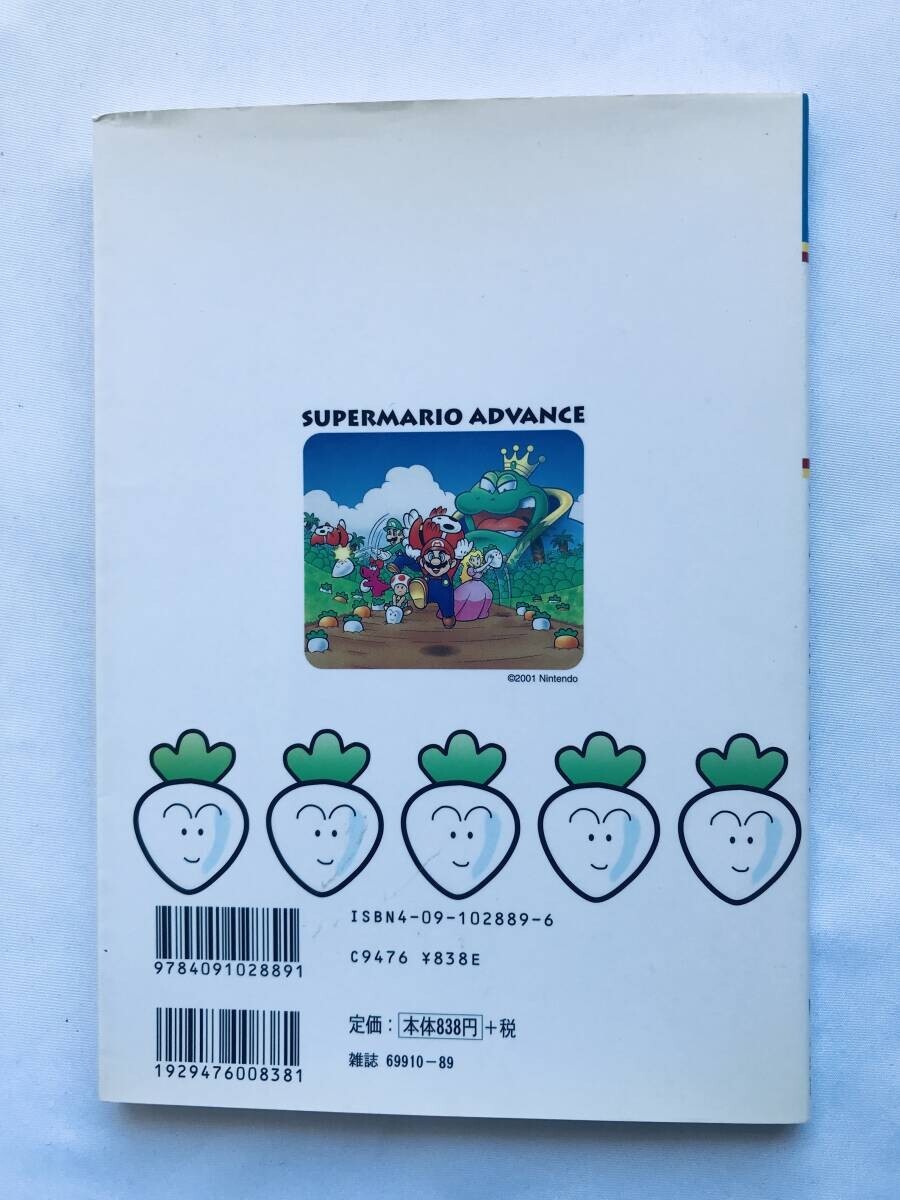 SUPERMARIO ADVANCE
©2001 Nintendo
ISBN4-09-102889-6
9784091028891
C9476 ¥838E
定価：本体838円+税
雑誌 69910-89
1929476008381